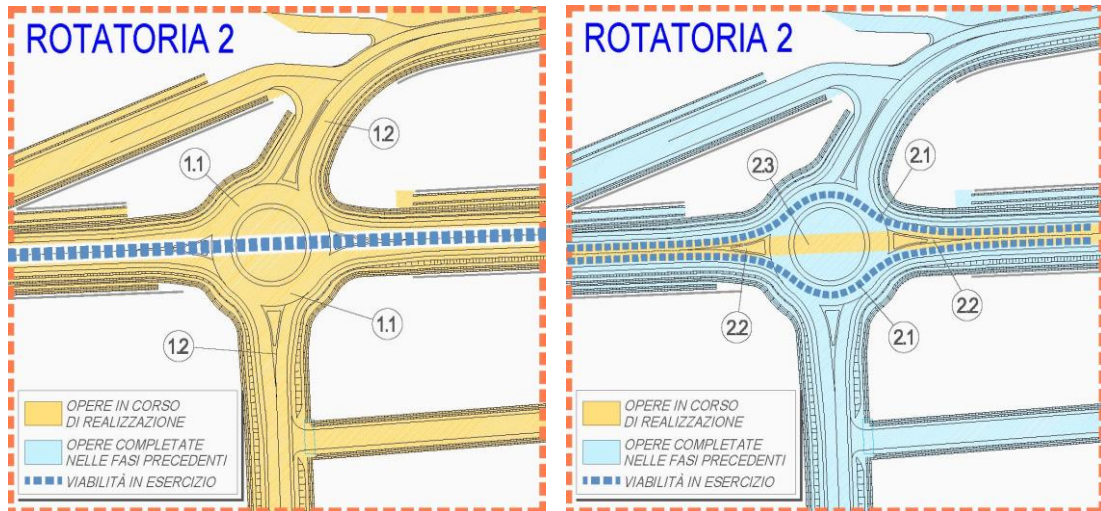 ROTATORIA 2
1.2
1.1
1.1
1.2
OPERE IN CORSO
DI REALIZZAZIONE
OPERE COMPLETATE
NELLE FASI PRECEDENTI
VIABILITÀ IN ESERCIZIO
ROTATORIA 2
2.1
2.3
2.2
2.2
2.1
OPERE IN CORSO
DI REALIZZAZIONE
OPERE COMPLETATE
NELLE FASI PRECEDENTI
VIABILITÀ IN ESERCIZIO